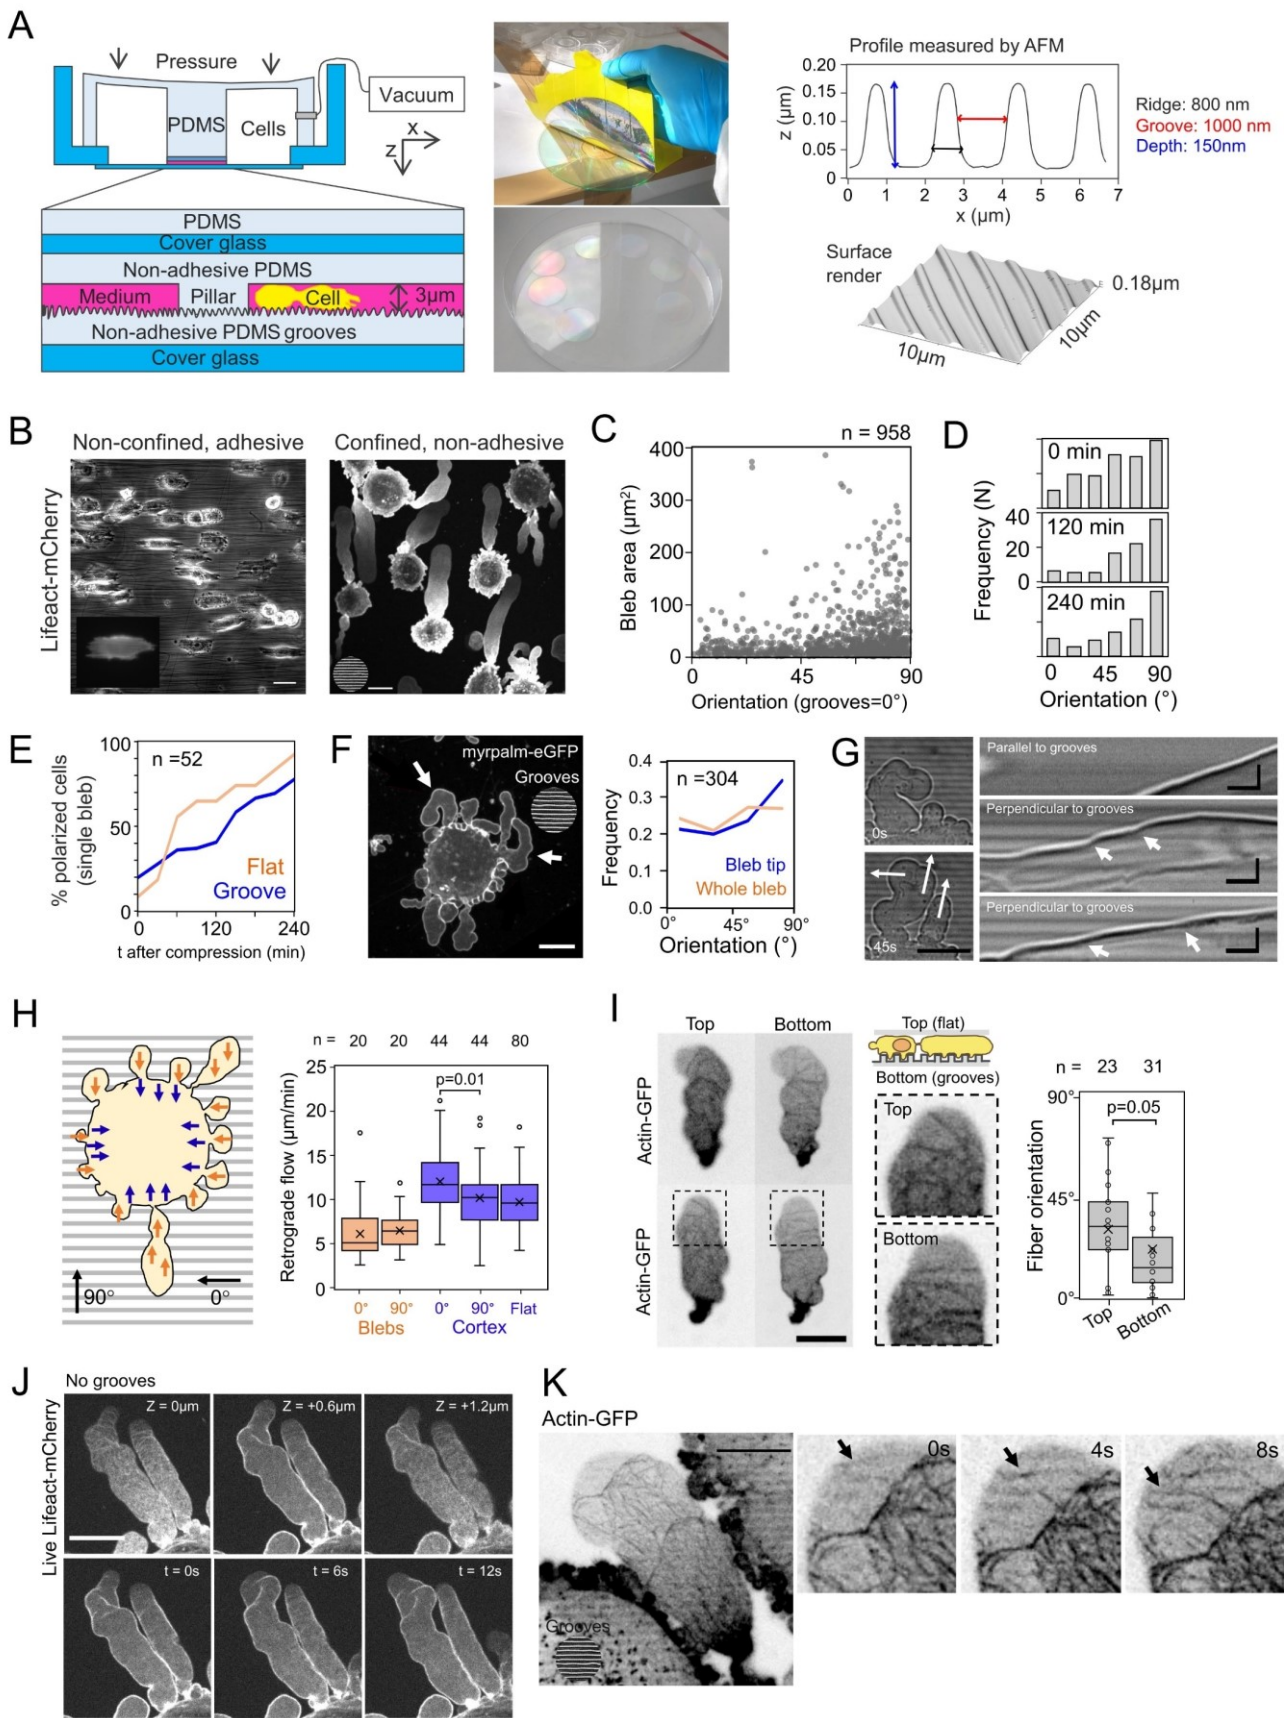 A
Pressure
Vacuum
PDMS
Cells
x
z
PDMS
Cover glass
Non-adhesive PDMS
Medium
Pillar
Cell
3µm
Non-adhesive PDMS grooves
Cover glass
Profile measured by AFM
0.20
0.15
0.10
0.05
z (µm)
0 1 2 3 4 5 6 7
x (µm)
Ridge: 800 nm
Groove: 1000 nm
Depth: 150nm
Surface
render
0.18µm
10µm
10µm
B
Non-confined, adhesive
Confined, non-adhesive
Lifeact-mCherry
C
n = 958
400
300
200
100
0
Bleb area (µm²)
0 45 90
Orientation (grooves=0°)
D
0 min
120 min
240 min
40
20
0
Frequency (N)
0 45 90
Orientation (°)
E
n =52
100
50
0
% polarized cells
(single bleb)
Flat
Groove
0 120 240
t after compression (min)
F
myrpalm-eGFP
Grooves
n =304
0.4
0.3
0.2
0.1
0.0
Frequency
Bleb tip
Whole bleb
0° 45° 80°
Orientation (°)
G
0s
45s
Parallel to grooves
Perpendicular to grooves
Perpendicular to grooves
H
90°
0°
n = 20 20 44 44 80
p=0.01
25
20
15
10
5
0
Retrograde flow (µm/min)
0° 90° 0° 90° Flat
Blebs Cortex
I
Top Bottom
Actin-GFP
Actin-GFP
Top (flat)
Bottom (grooves)
Top
Bottom
n = 23 31
p=0.05
90°
45°
0°
Fiber orientation
Top Bottom
J
No grooves
Live Lifeact-mCherry
Z = 0µm
Z = +0.6µm
Z = +1.2µm
t = 0s
t = 6s
t = 12s
K
Actin-GFP
Grooves
0s
4s
8s